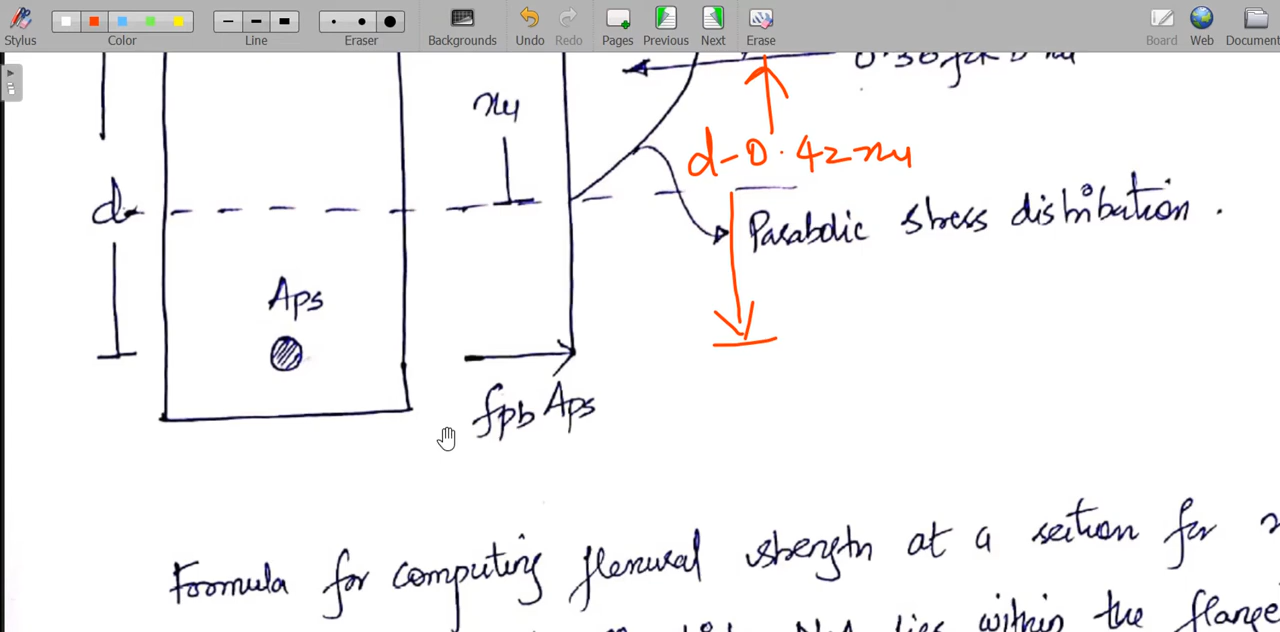 Stylus Color Line Eraser Backgrounds Undo Redo Pages Previous Next Erase Board Web Document
xu
d-0.42xu
d
Parabolic stress distribution.
Aps
fpb Aps
Formula for computing flenusal strength at a section for
N.A lies within the flange